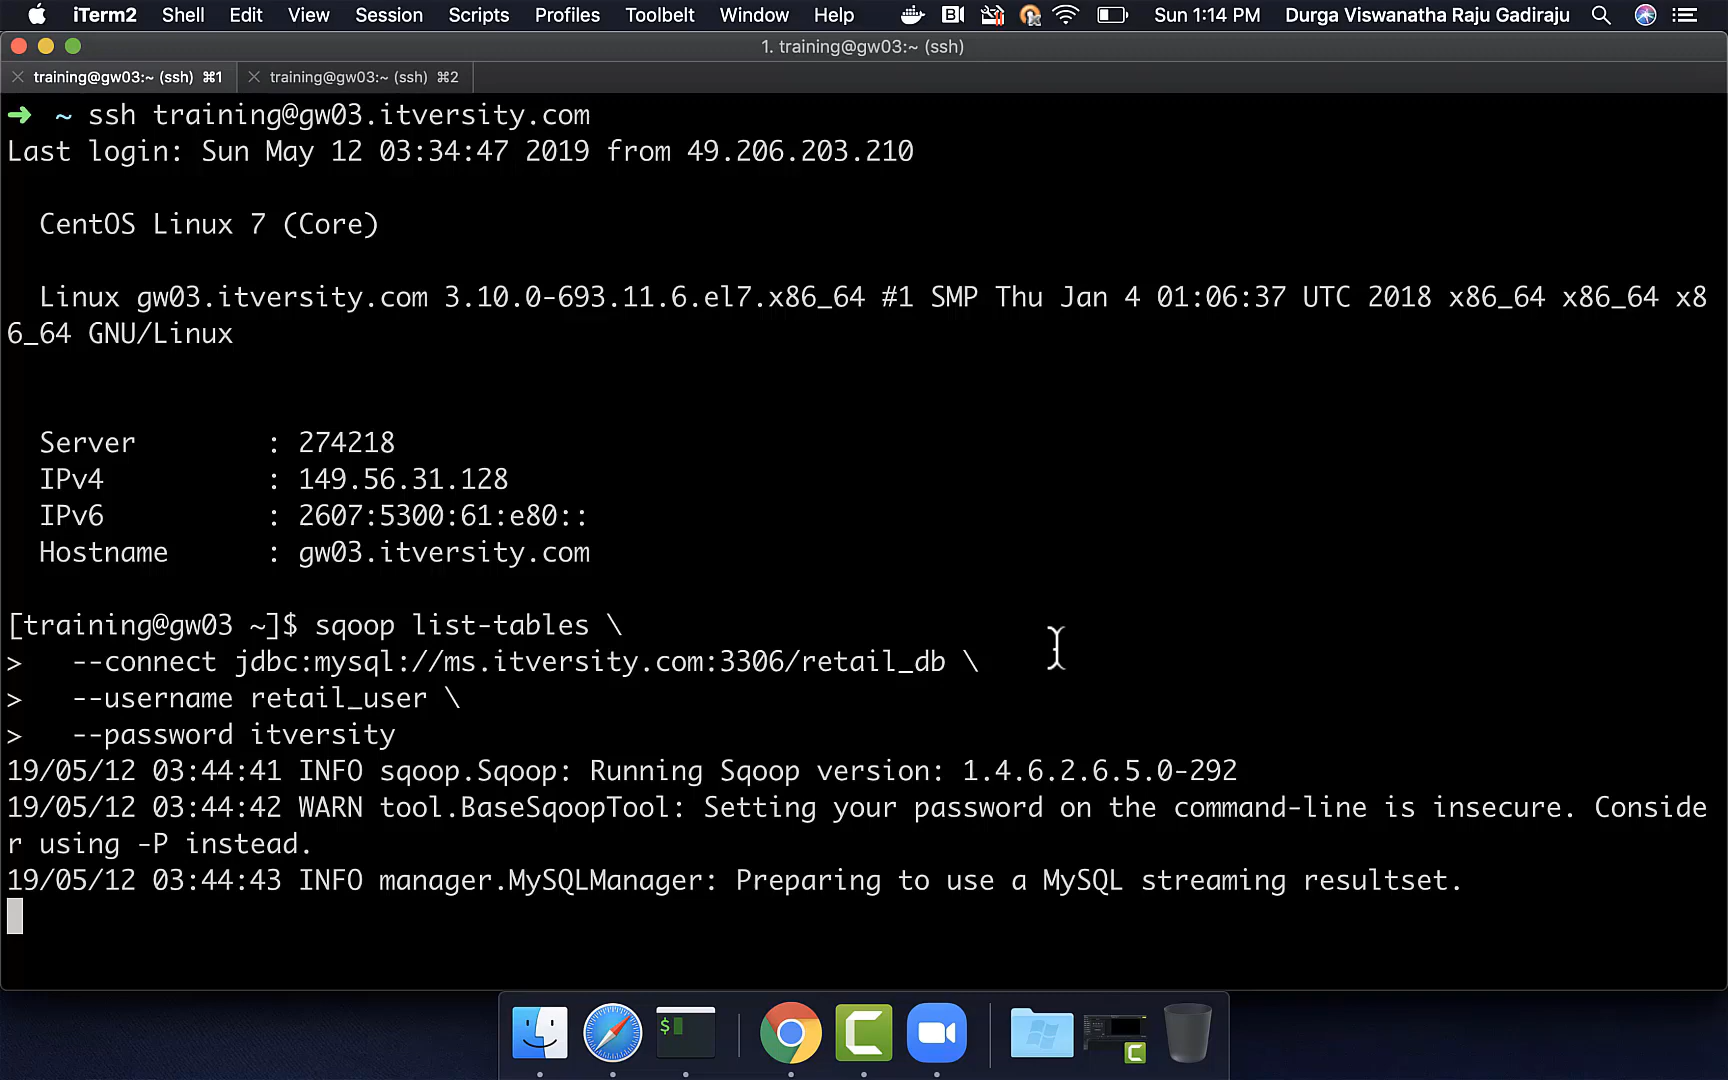 iTerm2 Shell Edit View Session Scripts Profiles Toolbelt Window Help Sun 1:14 PM Durga Viswanatha Raju Gadiraju
1. training@gw03:~ (ssh)
training@gw03:~ (ssh) ⌘1 training@gw03:~ (ssh) ⌘2
➜ ~ ssh training@gw03.itversity.com
Last login: Sun May 12 03:34:47 2019 from 49.206.203.210
CentOS Linux 7 (Core)
Linux gw03.itversity.com 3.10.0-693.11.6.el7.x86_64 #1 SMP Thu Jan 4 01:06:37 UTC 2018 x86_64 x86_64 x8
6_64 GNU/Linux
Server : 274218
IPv4 : 149.56.31.128
IPv6 : 2607:5300:61:e80::
Hostname : gw03.itversity.com
[training@gw03 ~]$ sqoop list-tables \
> --connect jdbc:mysql://ms.itversity.com:3306/retail_db \
> --username retail_user \
> --password itversity
19/05/12 03:44:41 INFO sqoop.Sqoop: Running Sqoop version: 1.4.6.2.6.5.0-292
19/05/12 03:44:42 WARN tool.BaseSqoopTool: Setting your password on the command-line is insecure. Conside
r using -P instead.
19/05/12 03:44:43 INFO manager.MySQLManager: Preparing to use a MySQL streaming resultset.